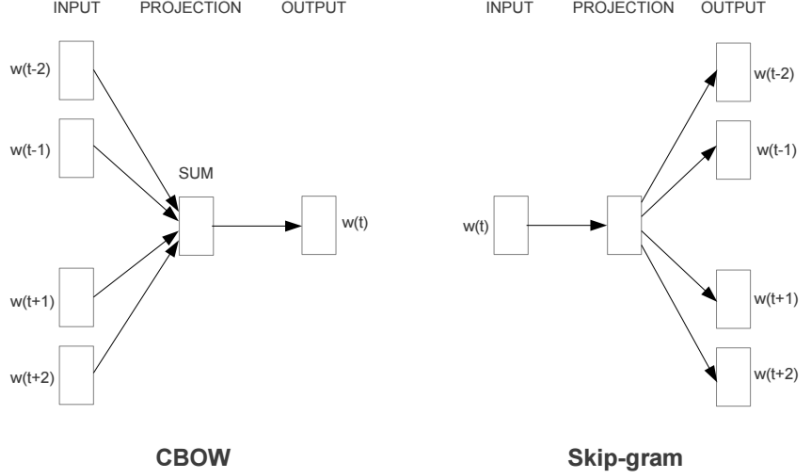 INPUT PROJECTION OUTPUT
w(t-2)
w(t-1)
SUM
w(t)
w(t+1)
w(t+2)
CBOW
INPUT PROJECTION OUTPUT
w(t-2)
w(t-1)
w(t)
w(t+1)
w(t+2)
Skip-gram